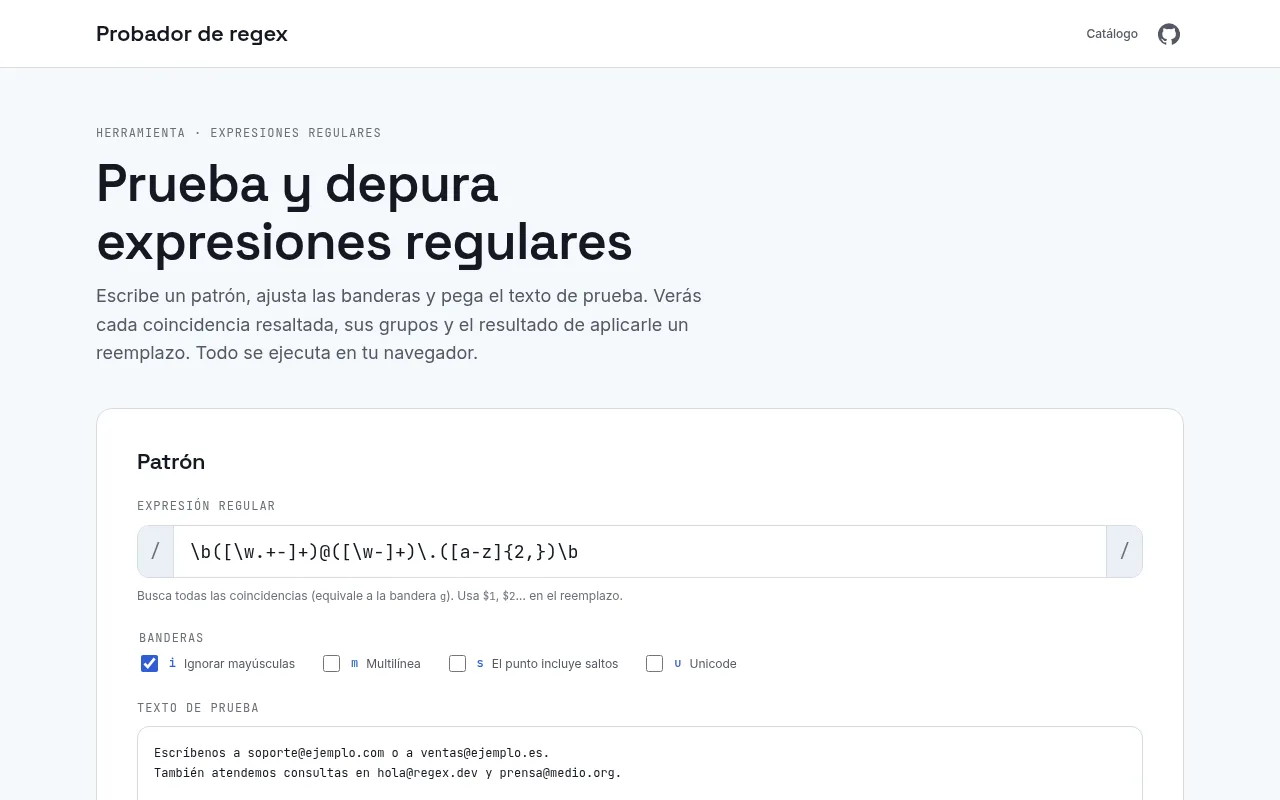 Probador de regex
Catálogo
HERRAMIENTA · EXPRESIONES REGULARES
Prueba y depura
expresiones regulares
Escribe un patrón, ajusta las banderas y pega el texto de prueba. Verás
cada coincidencia resaltada, sus grupos y el resultado de aplicarle un
reemplazo. Todo se ejecuta en tu navegador.
Patrón
EXPRESIÓN REGULAR
/ \b([\w.+-]+)@([\w-]+)\.([a-z]{2,})\b /
Busca todas las coincidencias (equivale a la bandera g). Usa $1, $2… en el reemplazo.
BANDERAS
i Ignorar mayúsculas m Multilínea s El punto incluye saltos u Unicode
TEXTO DE PRUEBA
Escríbenos a soporte@ejemplo.com o a ventas@ejemplo.es.
También atendemos consultas en hola@regex.dev y prensa@medio.org.